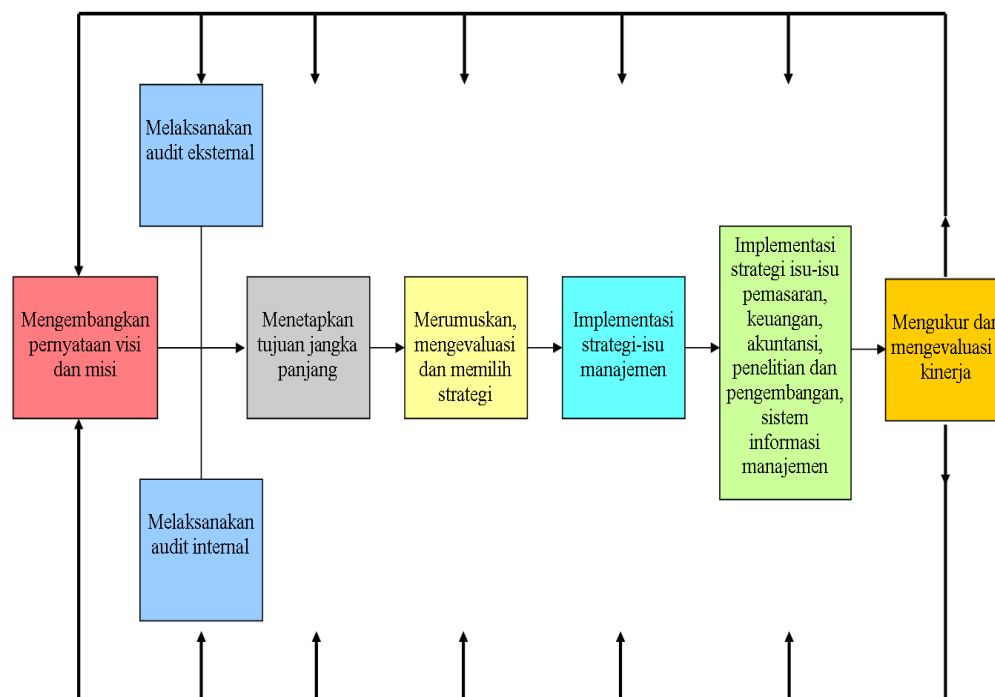 Melaksanakan
audit eksternal
Mengembangkan
pernyataan visi
dan misi
Menetapkan
tujuan jangka
panjang
Merumuskan,
mengevaluasi
dan memilih
strategi
Implementasi
strategi-isu
manajemen
Implementasi
strategi isu-isu
pemasaran,
keuangan,
akuntansi,
penelitian dan
pengembangan,
sistem
informasi
manajemen
Mengukur dan
mengevaluasi
kinerja
Melaksanakan
audit internal